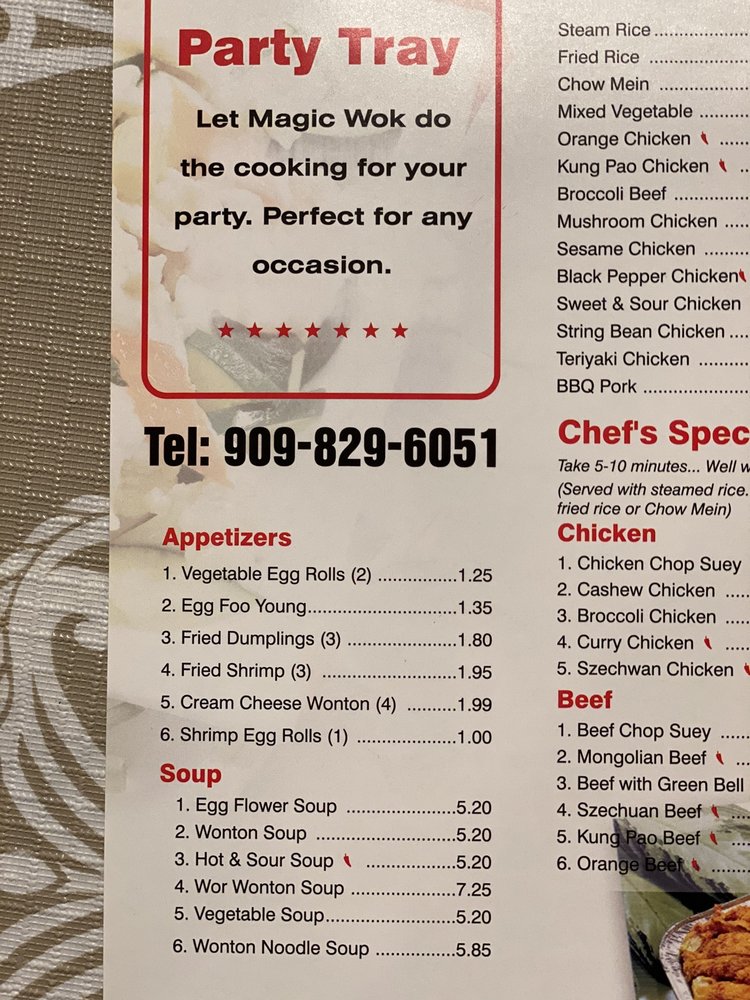 Party Tray
Let Magic Wok do
the cooking for your
party. Perfect for any
occasion.
Tel: 909-829-6051
Appetizers
1. Vegetable Egg Rolls (2) ................1.25
2. Egg Foo Young..............................1.35
3. Fried Dumplings (3) ......................1.80
4. Fried Shrimp (3) ...........................1.95
5. Cream Cheese Wonton (4) ..........1.99
6. Shrimp Egg Rolls (1) ....................1.00
Soup
1. Egg Flower Soup ......................5.20
2. Wonton Soup ............................5.20
3. Hot & Sour Soup ..................5.20
4. Wor Wonton Soup .....................7.25
5. Vegetable Soup..........................5.20
6. Wonton Noodle Soup ................5.85
Steam Rice...................
Fried Rice ....................
Chow Mein ..................
Mixed Vegetable ..........
Orange Chicken ......
Kung Pao Chicken ..
Broccoli Beef ...............
Mushroom Chicken .....
Sesame Chicken .........
Black Pepper Chicken
Sweet & Sour Chicken
String Bean Chicken ....
Teriyaki Chicken ..........
BBQ Pork .....................
Chef's Spec
Take 5-10 minutes... Well w
(Served with steamed rice.
fried rice or Chow Mein)
Chicken
1. Chicken Chop Suey
2. Cashew Chicken .....
3. Broccoli Chicken .....
4. Curry Chicken .....
5. Szechwan Chicken
Beef
1. Beef Chop Suey ......
2. Mongolian Beef ...
3. Beef with Green Bell
4. Szechuan Beef ....
5. Kung Pao Beef ....
6. Orange Beef ........